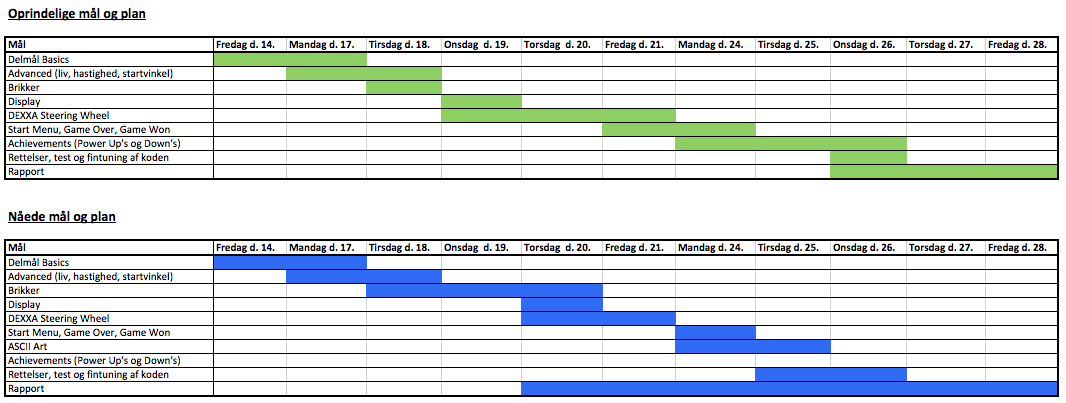 Oprindelige mål og plan
Mål Fredag d. 14. Mandag d. 17. Tirsdag d. 18. Onsdag d. 19. Torsdag d. 20. Fredag d. 21. Mandag d. 24. Tirsdag d. 25. Onsdag d. 26. Torsdag d. 27. Fredag d. 28.
Delmål Basics
Advanced (liv, hastighed, startvinkel)
Brikker
Display
DEXXA Steering Wheel
Start Menu, Game Over, Game Won
Achievements (Power Up's og Down's)
Rettelser, test og fintuning af koden
Rapport
Nåede mål og plan
Mål Fredag d. 14. Mandag d. 17. Tirsdag d. 18. Onsdag d. 19. Torsdag d. 20. Fredag d. 21. Mandag d. 24. Tirsdag d. 25. Onsdag d. 26. Torsdag d. 27. Fredag d. 28.
Delmål Basics
Advanced (liv, hastighed, startvinkel)
Brikker
Display
DEXXA Steering Wheel
Start Menu, Game Over, Game Won
ASCII Art
Achievements (Power Up's og Down's)
Rettelser, test og fintuning af koden
Rapport